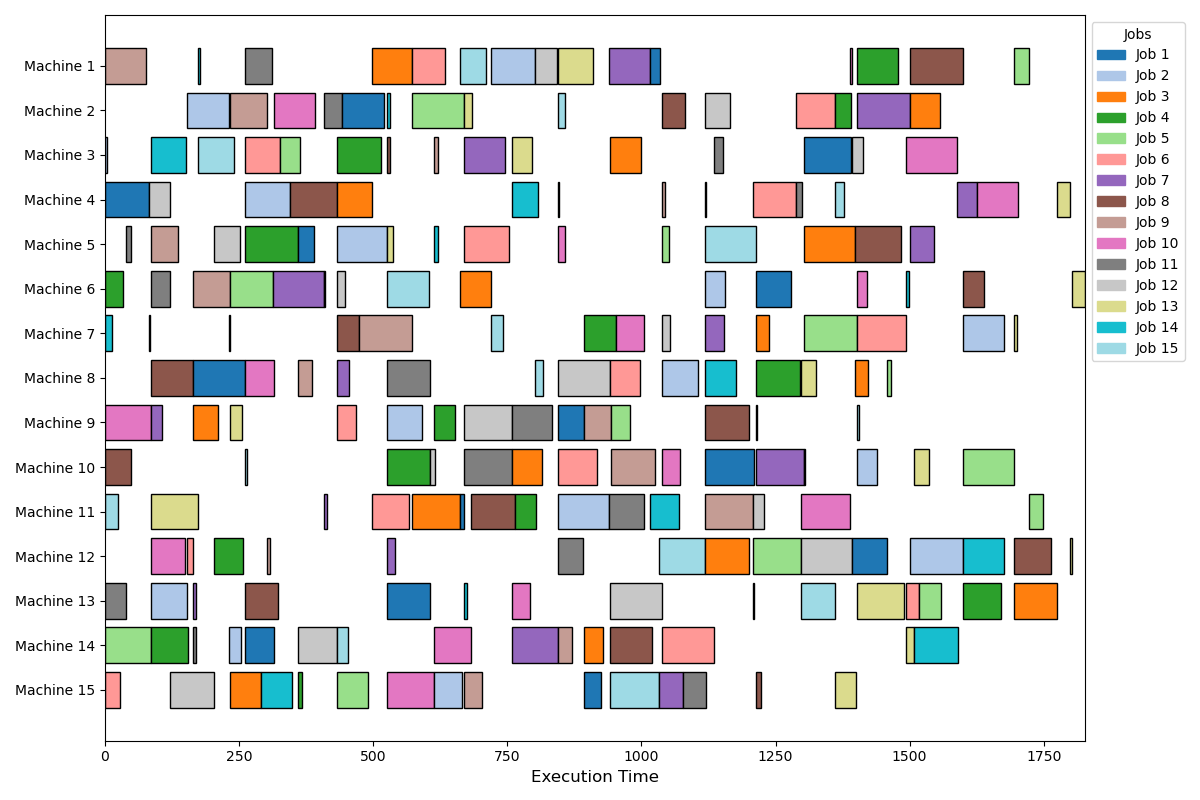 Machine 1
Machine 2
Machine 3
Machine 4
Machine 5
Machine 6
Machine 7
Machine 8
Machine 9
Machine 10
Machine 11
Machine 12
Machine 13
Machine 14
Machine 15
0 250 500 750 1000 1250 1500 1750
Execution Time
Jobs
Job 1
Job 2
Job 3
Job 4
Job 5
Job 6
Job 7
Job 8
Job 9
Job 10
Job 11
Job 12
Job 13
Job 14
Job 15